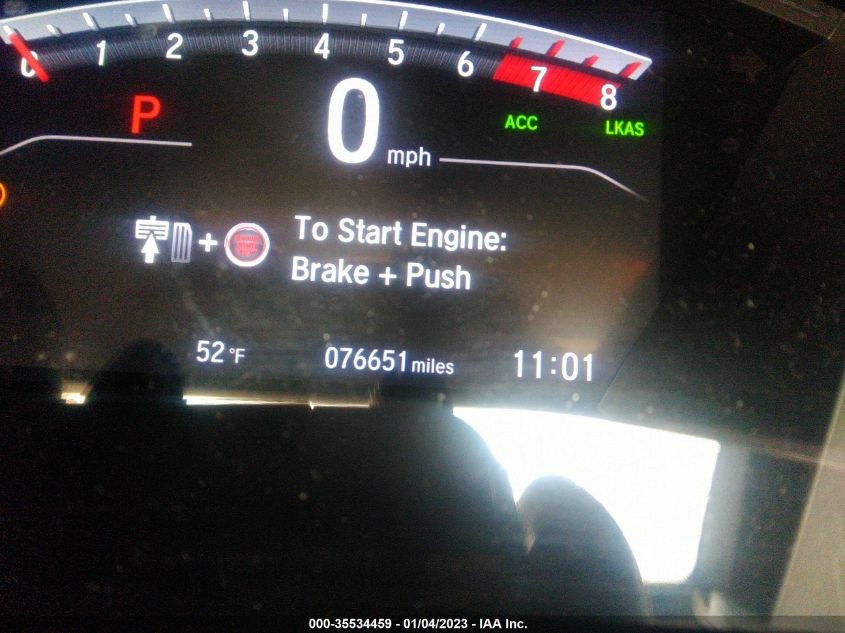 0 1 2 3 4 5 6 7 8
P 0 mph ACC LKAS
+ To Start Engine:
Brake + Push
52 °F 076651 miles 11:01
000-35534459 - 01/04/2023 - IAA Inc.